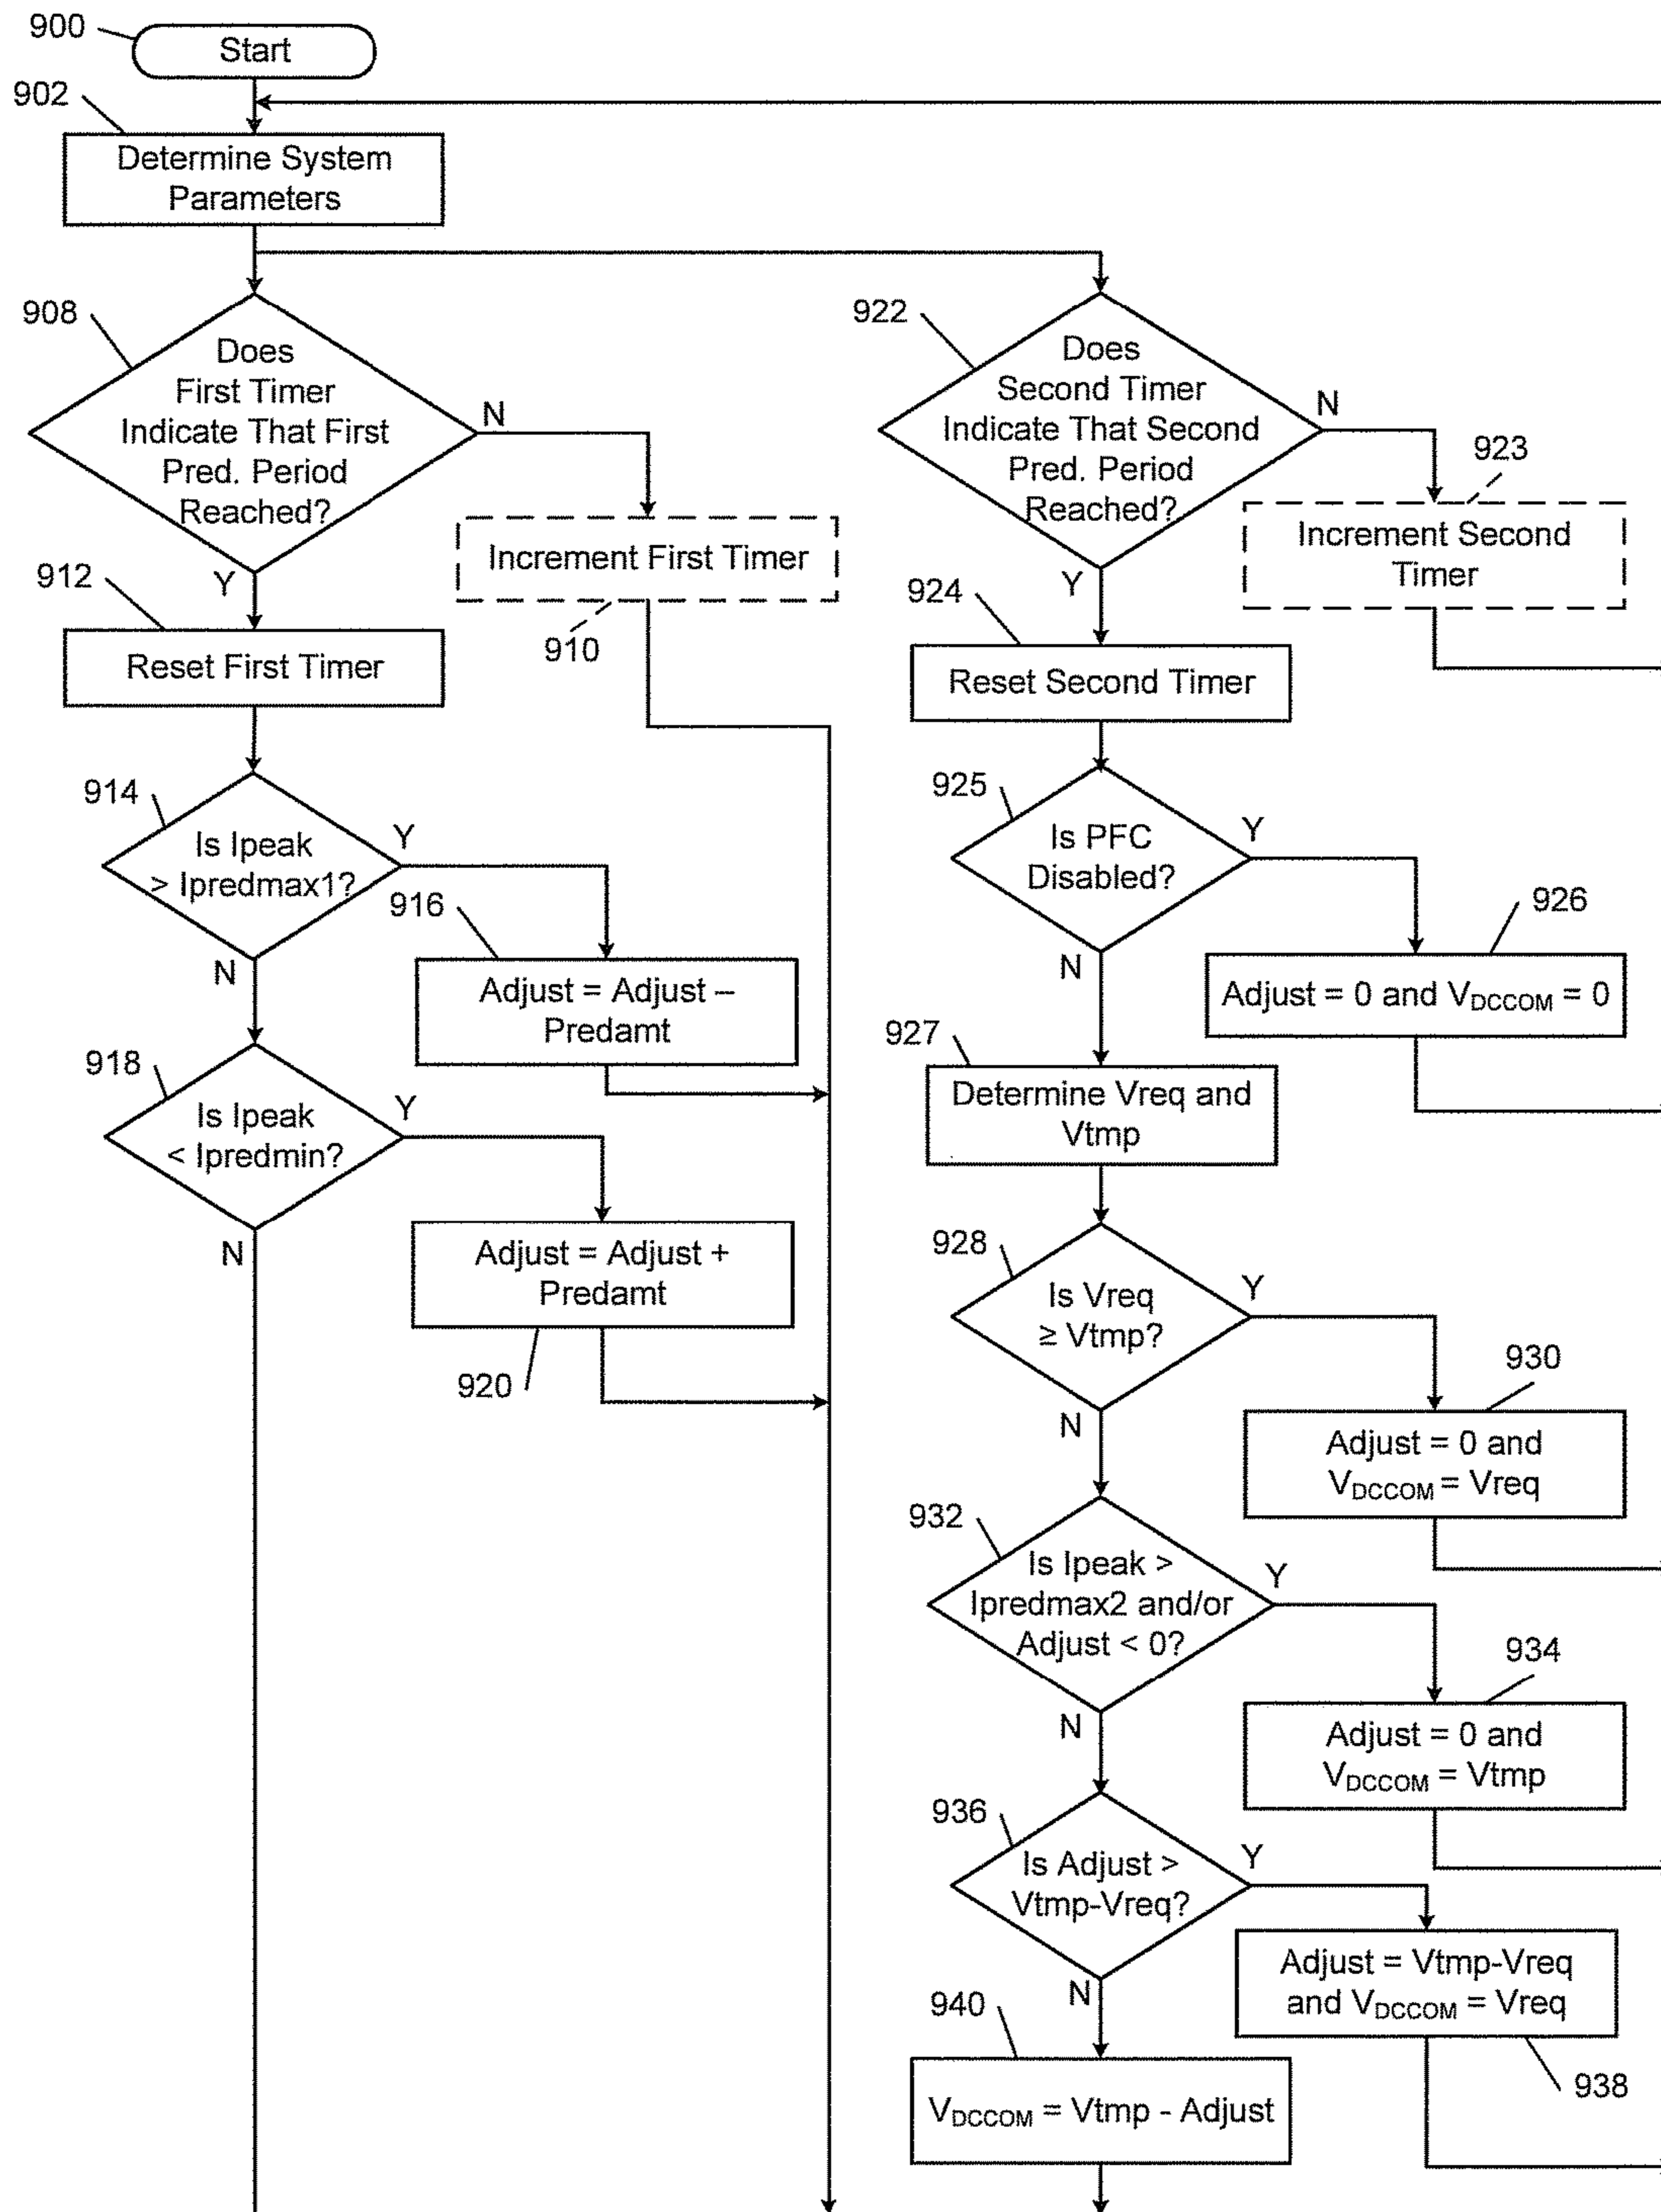 900
Start
902
Determine System
Parameters
908
Does
First Timer
Indicate That First
Pred. Period
Reached?
N
Y
Increment First Timer
910
912
Reset First Timer
914
Is Ipeak
> Ipredmax1?
Y
N
916
Adjust = Adjust –
Predamt
918
Is Ipeak
< Ipredmin?
Y
N
Adjust = Adjust +
Predamt
920
922
Does
Second Timer
Indicate That Second
Pred. Period
Reached?
N
Y
923
Increment Second
Timer
924
Reset Second Timer
925
Is PFC
Disabled?
Y
N
926
Adjust = 0 and VDCCOM = 0
927
Determine Vreq and
Vtmp
928
Is Vreq
≥ Vtmp?
Y
N
930
Adjust = 0 and
VDCCOM = Vreq
932
Is Ipeak >
Ipredmax2 and/or
Adjust < 0?
Y
N
934
Adjust = 0 and
VDCCOM = Vtmp
936
Is Adjust >
Vtmp-Vreq?
Y
N
Adjust = Vtmp-Vreq
and VDCCOM = Vreq
938
940
VDCCOM = Vtmp - Adjust